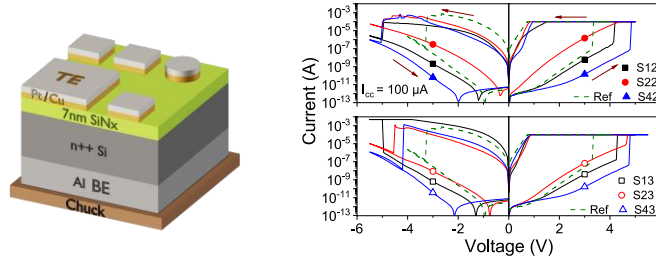 TE
Pt/Cu
7nm SiNx
n++ Si
Al BE
Chuck
Current (A)
10⁻³
10⁻⁵
10⁻⁷
10⁻⁹
10⁻¹¹
10⁻¹³
I_cc = 100 µA
S12
S22
Ref
S42
10⁻³
10⁻⁵
10⁻⁷
10⁻⁹
10⁻¹¹
10⁻¹³
S13
S23
Ref
S43
-6 -4 -2 0 2 4 6
Voltage (V)